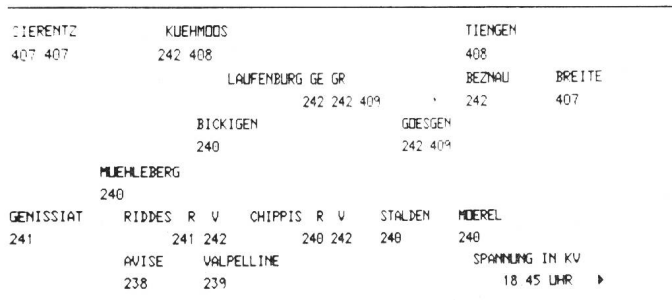 SIERENTZ KUEHMOOS TIENGEN
407 407 242 408 408
LAUFENBURG GE GR BEZNAU BREITE
242 242 409 242 407
BICKIGEN GOESGEN
240 242 409
MUEHLEBERG
240
GENISSIAT RIDDES R V CHIPPIS R V STALDEN MOEREL
241 241 242 240 242 240 240
AVISE VALPELLINE SPANNUNG IN KV
238 239 18 45 UHR